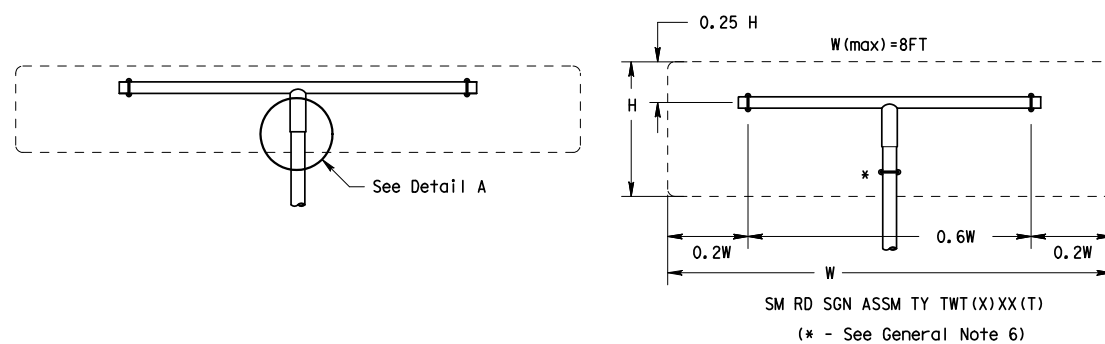 0.25 H
W(max)=8FT
H
See Detail A
*
0.2W
0.6W
0.2W
W
SM RD SGN ASSM TY TWT(X)XX(T)
(* - See General Note 6)